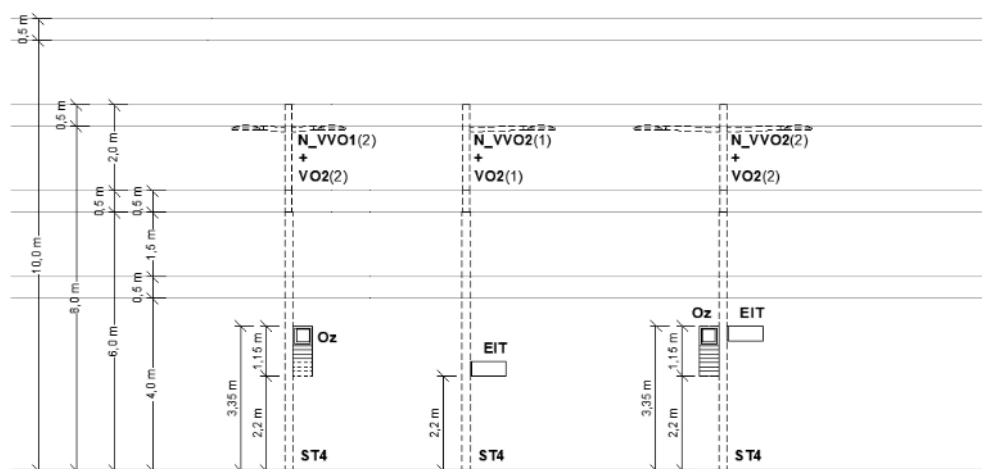 0,5 m
0,5 m
2,0 m
0,5 m
0,5 m
1,5 m
0,5 m
10,0 m
8,0 m
6,0 m
4,0 m
N_VVO1(2)
+
VO2(2)
N_VVO2(1)
+
VO2(1)
N_VVO2(2)
+
VO2(2)
Oz
1,15 m
3,35 m
2,2 m
ST4
EIT
2,2 m
ST4
Oz
EIT
1,15 m
3,35 m
2,2 m
ST4